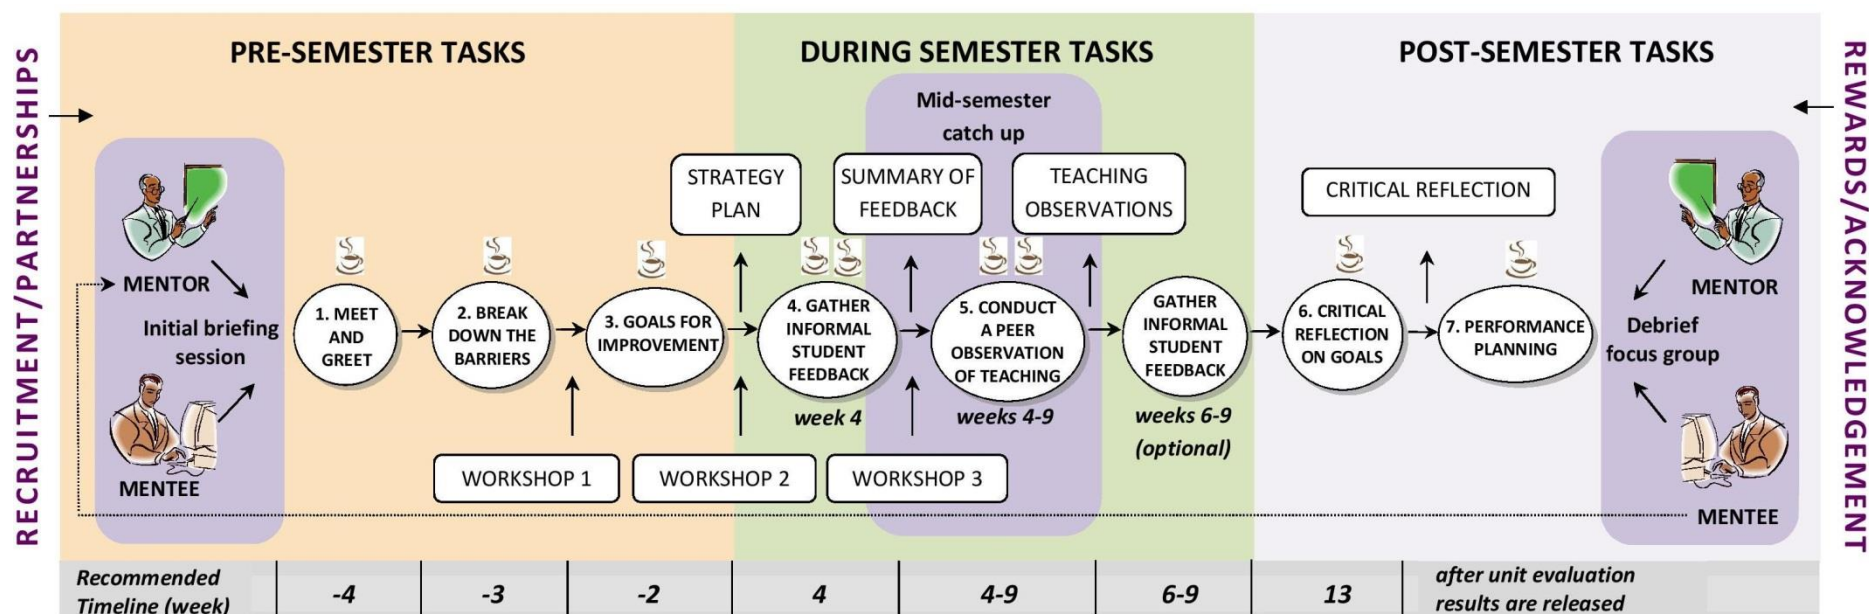 RECRUITMENT/PARTNERSHIPS
PRE-SEMESTER TASKS
DURING SEMESTER TASKS
POST-SEMESTER TASKS
REWARDS/ACKNOWLEDGEMENT
Mid-semester
catch up
STRATEGY
PLAN
SUMMARY OF
FEEDBACK
TEACHING
OBSERVATIONS
CRITICAL REFLECTION
MENTOR
Initial briefing
session
MENTEE
1. MEET
AND
GREET
2. BREAK
DOWN THE
BARRIERS
3. GOALS FOR
IMPROVEMENT
4. GATHER
INFORMAL
STUDENT
FEEDBACK
week 4
5. CONDUCT
A PEER
OBSERVATION
OF TEACHING
weeks 4-9
GATHER
INFORMAL
STUDENT
FEEDBACK
weeks 6-9
(optional)
6. CRITICAL
REFLECTION
ON GOALS
7. PERFORMANCE
PLANNING
MENTOR
Debrief
focus group
MENTEE
WORKSHOP 1
WORKSHOP 2
WORKSHOP 3
Recommended
Timeline (week)
-4
-3
-2
4
4-9
6-9
13
after unit evaluation
results are released